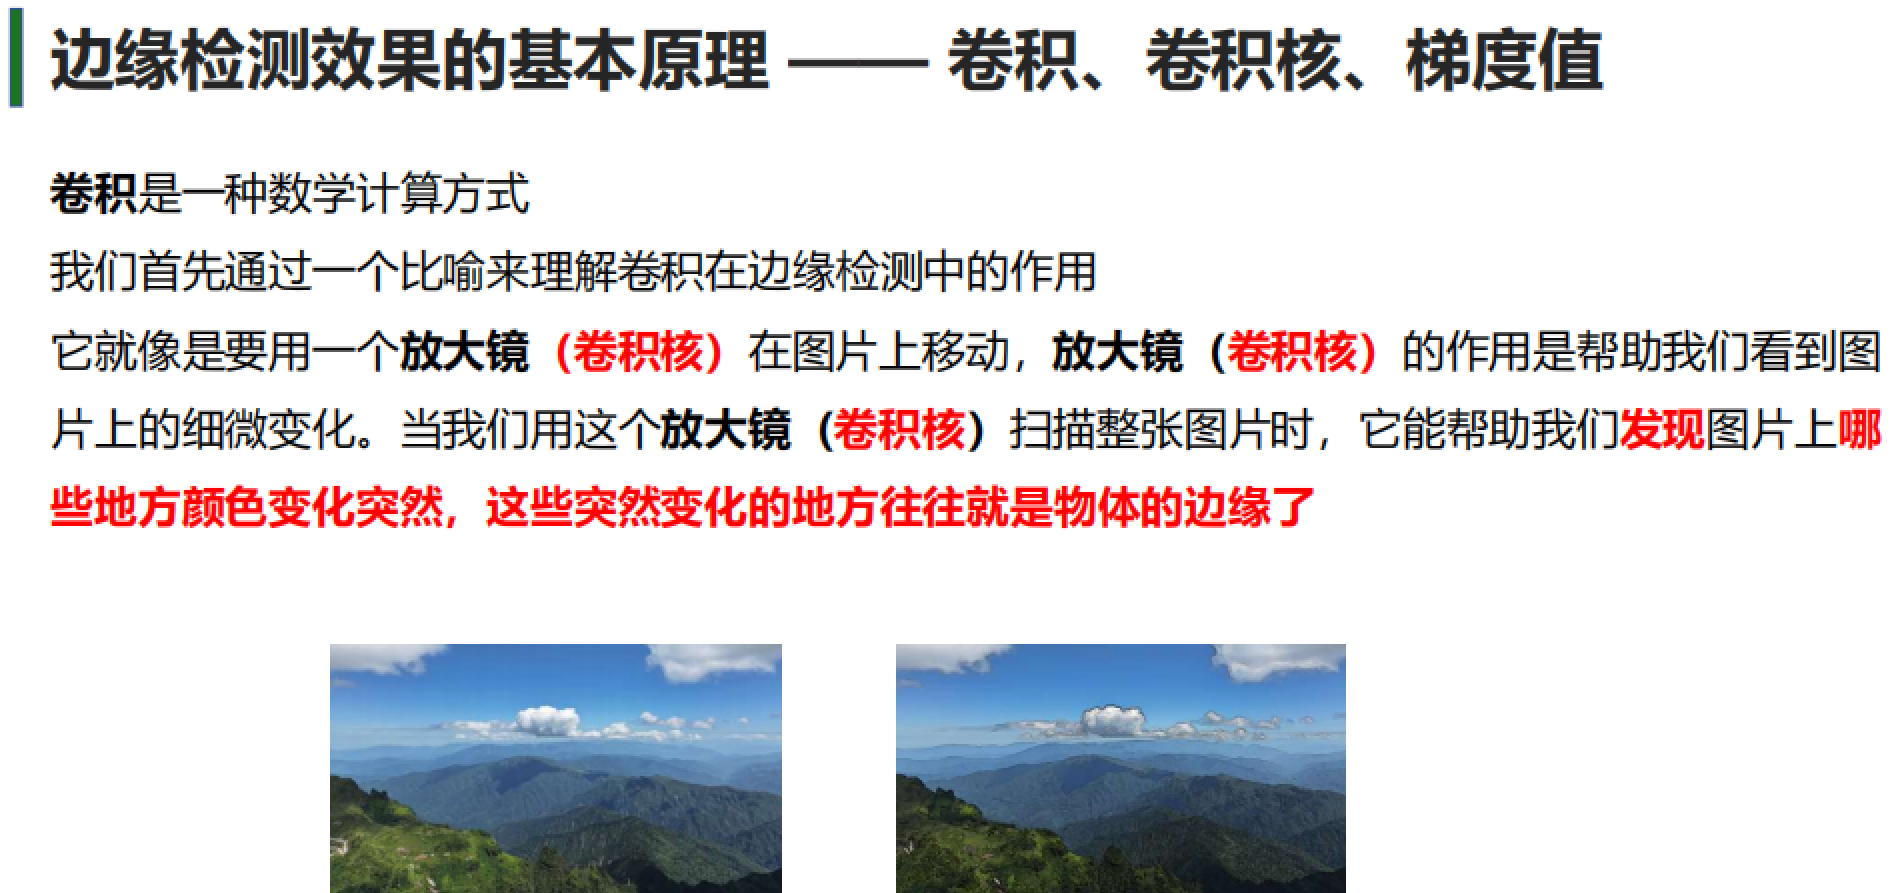 边缘检测效果的基本原理 —— 卷积、卷积核、梯度值
卷积是一种数学计算方式
我们首先通过一个比喻来理解卷积在边缘检测中的作用
它就像是要用一个放大镜（卷积核）在图片上移动，放大镜（卷积核）的作用是帮助我们看到图
片上的细微变化。当我们用这个放大镜（卷积核）扫描整张图片时，它能帮助我们发现图片上哪
些地方颜色变化突然，这些突然变化的地方往往就是物体的边缘了